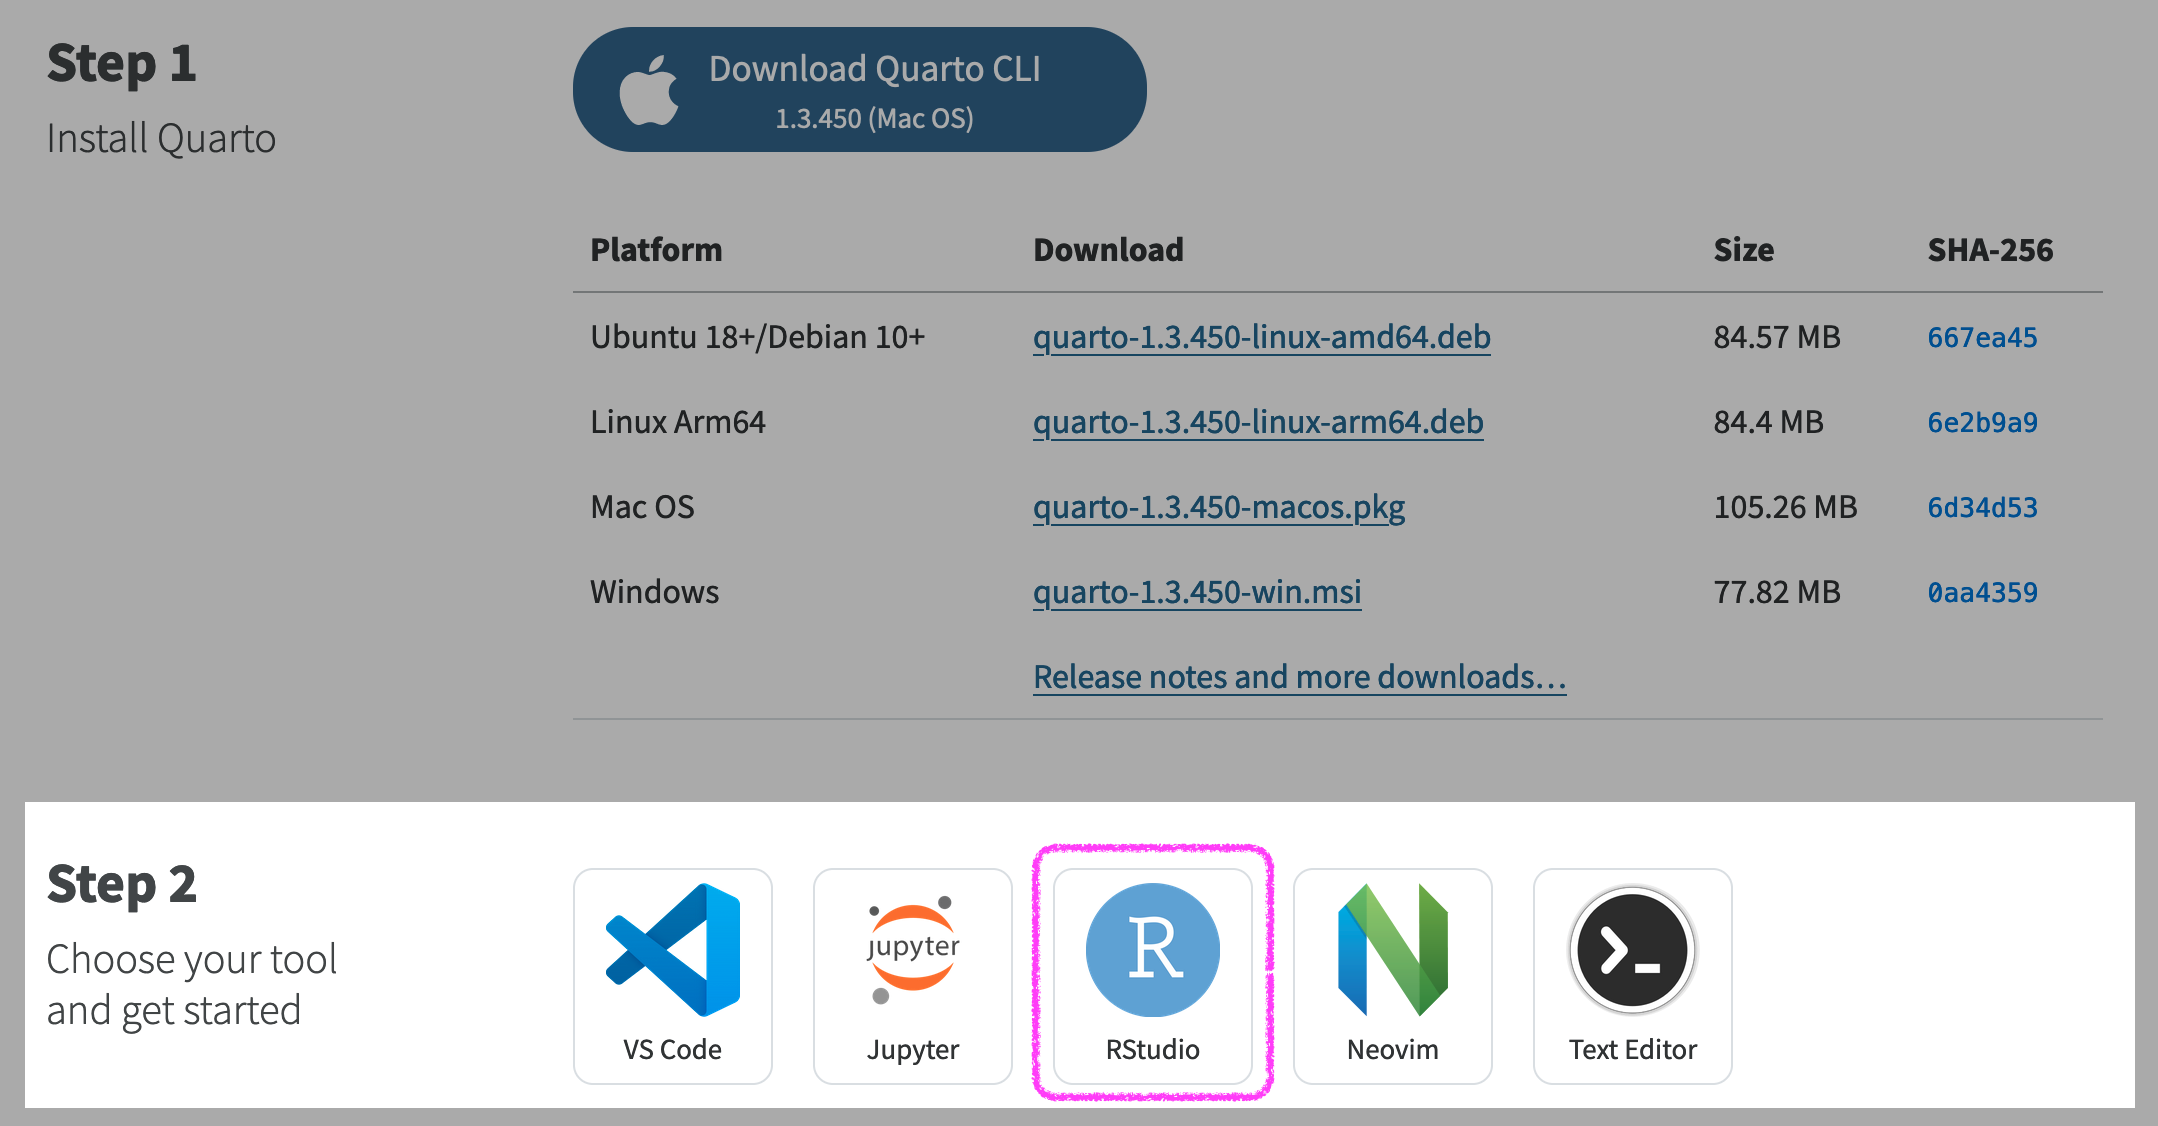 Step 1
Install Quarto
Download Quarto CLI
1.3.450 (Mac OS)
Platform Download Size SHA-256
Ubuntu 18+/Debian 10+ quarto-1.3.450-linux-amd64.deb 84.57 MB 667ea45
Linux Arm64 quarto-1.3.450-linux-arm64.deb 84.4 MB 6e2b9a9
Mac OS quarto-1.3.450-macos.pkg 105.26 MB 6d34d53
Windows quarto-1.3.450-win.msi 77.82 MB 0aa4359
Release notes and more downloads...
Step 2
Choose your tool
and get started
jupyter
R
VS Code Jupyter RStudio Neovim Text Editor